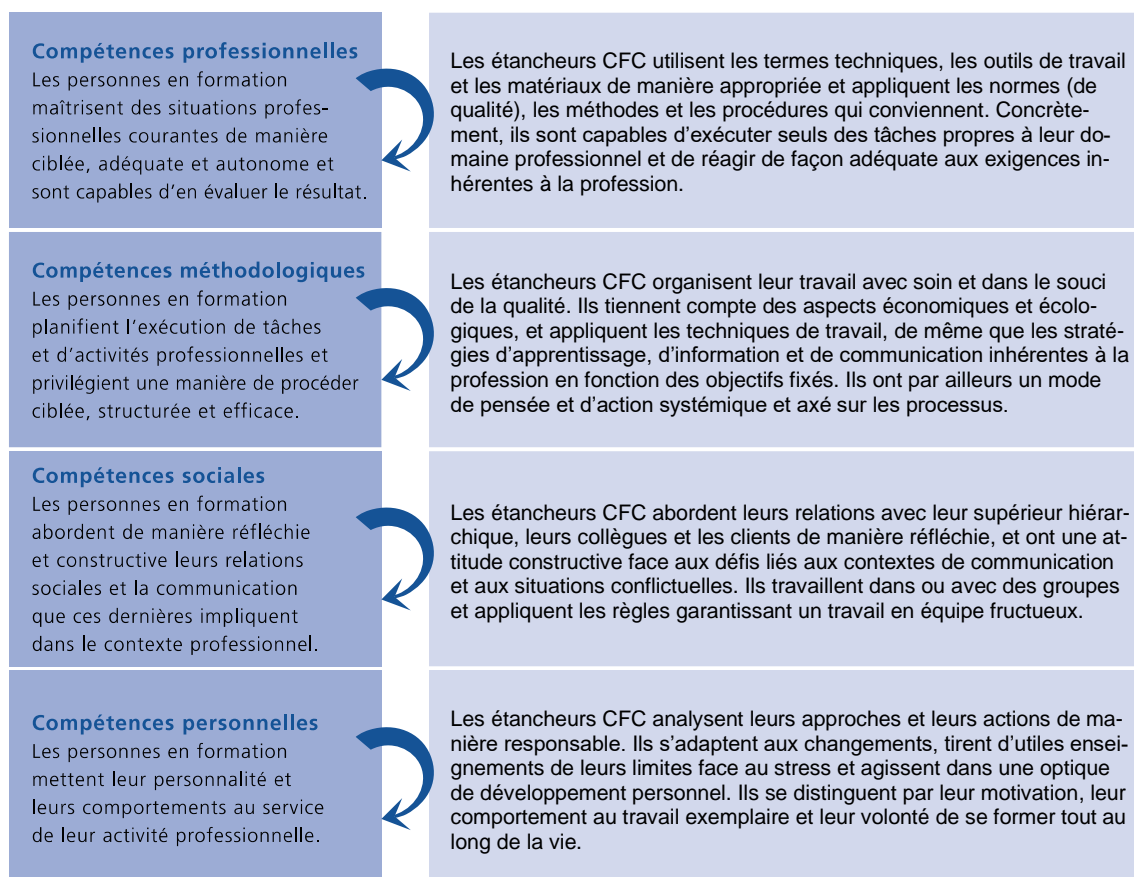 Compétences professionnelles
Les personnes en formation
maîtrisent des situations profes-
sionnelles courantes de manière
ciblée, adéquate et autonome et
sont capables d'en évaluer le résultat.
Les étancheurs CFC utilisent les termes techniques, les outils de travail
et les matériaux de manière appropriée et appliquent les normes (de
qualité), les méthodes et les procédures qui conviennent. Concrète-
ment, ils sont capables d'exécuter seuls des tâches propres à leur do-
maine professionnel et de réagir de façon adéquate aux exigences in-
hérentes à la profession.
Compétences méthodologiques
Les personnes en formation
planifient l'exécution de tâches
et d'activités professionnelles et
privilégient une manière de procéder
ciblée, structurée et efficace.
Les étancheurs CFC organisent leur travail avec soin et dans le souci
de la qualité. Ils tiennent compte des aspects économiques et écolo-
giques, et appliquent les techniques de travail, de même que les straté-
gies d'apprentissage, d'information et de communication inhérentes à la
profession en fonction des objectifs fixés. Ils ont par ailleurs un mode
de pensée et d'action systémique et axé sur les processus.
Compétences sociales
Les personnes en formation
abordent de manière réfléchie
et constructive leurs relations
sociales et la communication
que ces dernières impliquent
dans le contexte professionnel.
Les étancheurs CFC abordent leurs relations avec leur supérieur hiérar-
chique, leurs collègues et les clients de manière réfléchie, et ont une at-
titude constructive face aux défis liés aux contextes de communication
et aux situations conflictuelles. Ils travaillent dans ou avec des groupes
et appliquent les règles garantissant un travail en équipe fructueux.
Compétences personnelles
Les personnes en formation
mettent leur personnalité et
leurs comportements au service
de leur activité professionnelle.
Les étancheurs CFC analysent leurs approches et leurs actions de ma-
nière responsable. Ils s'adaptent aux changements, tirent d'utiles ensei-
gnements de leurs limites face au stress et agissent dans une optique
de développement personnel. Ils se distinguent par leur motivation, leur
comportement au travail exemplaire et leur volonté de se former tout au
long de la vie.